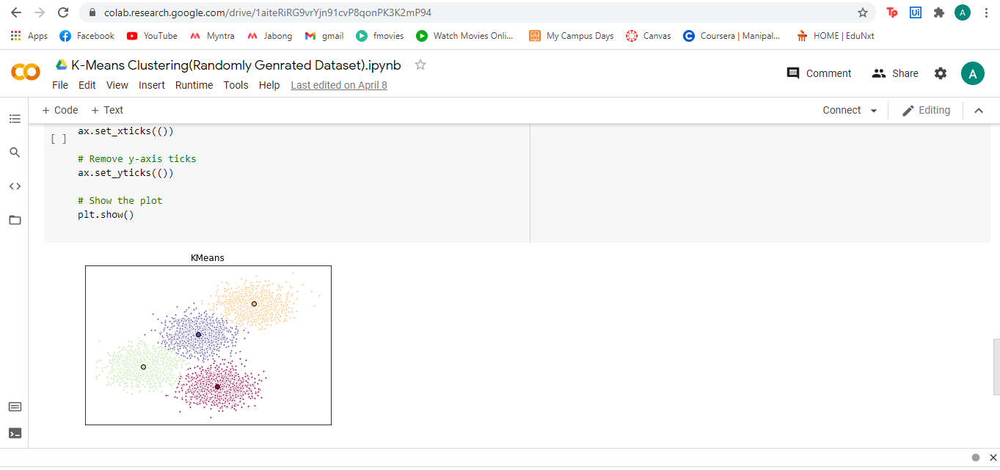 colab.research.google.com/drive/1aiteRiRG9vrYjn91cvP8qonPK3K2mP94 Tp Ui A
Apps Facebook YouTube Myntra Jabong gmail fmovies Watch Movies Onli... My Campus Days Canvas Coursera | Manipal... HOME | EduNxt
K-Means Clustering(Randomly Genrated Dataset).ipynb
Comment Share A
File Edit View Insert Runtime Tools Help Last edited on April 8
+ Code + Text Connect Editing
ax.set_xticks(())
[ ]
# Remove y-axis ticks
ax.set_yticks(())
# Show the plot
plt.show()
KMeans